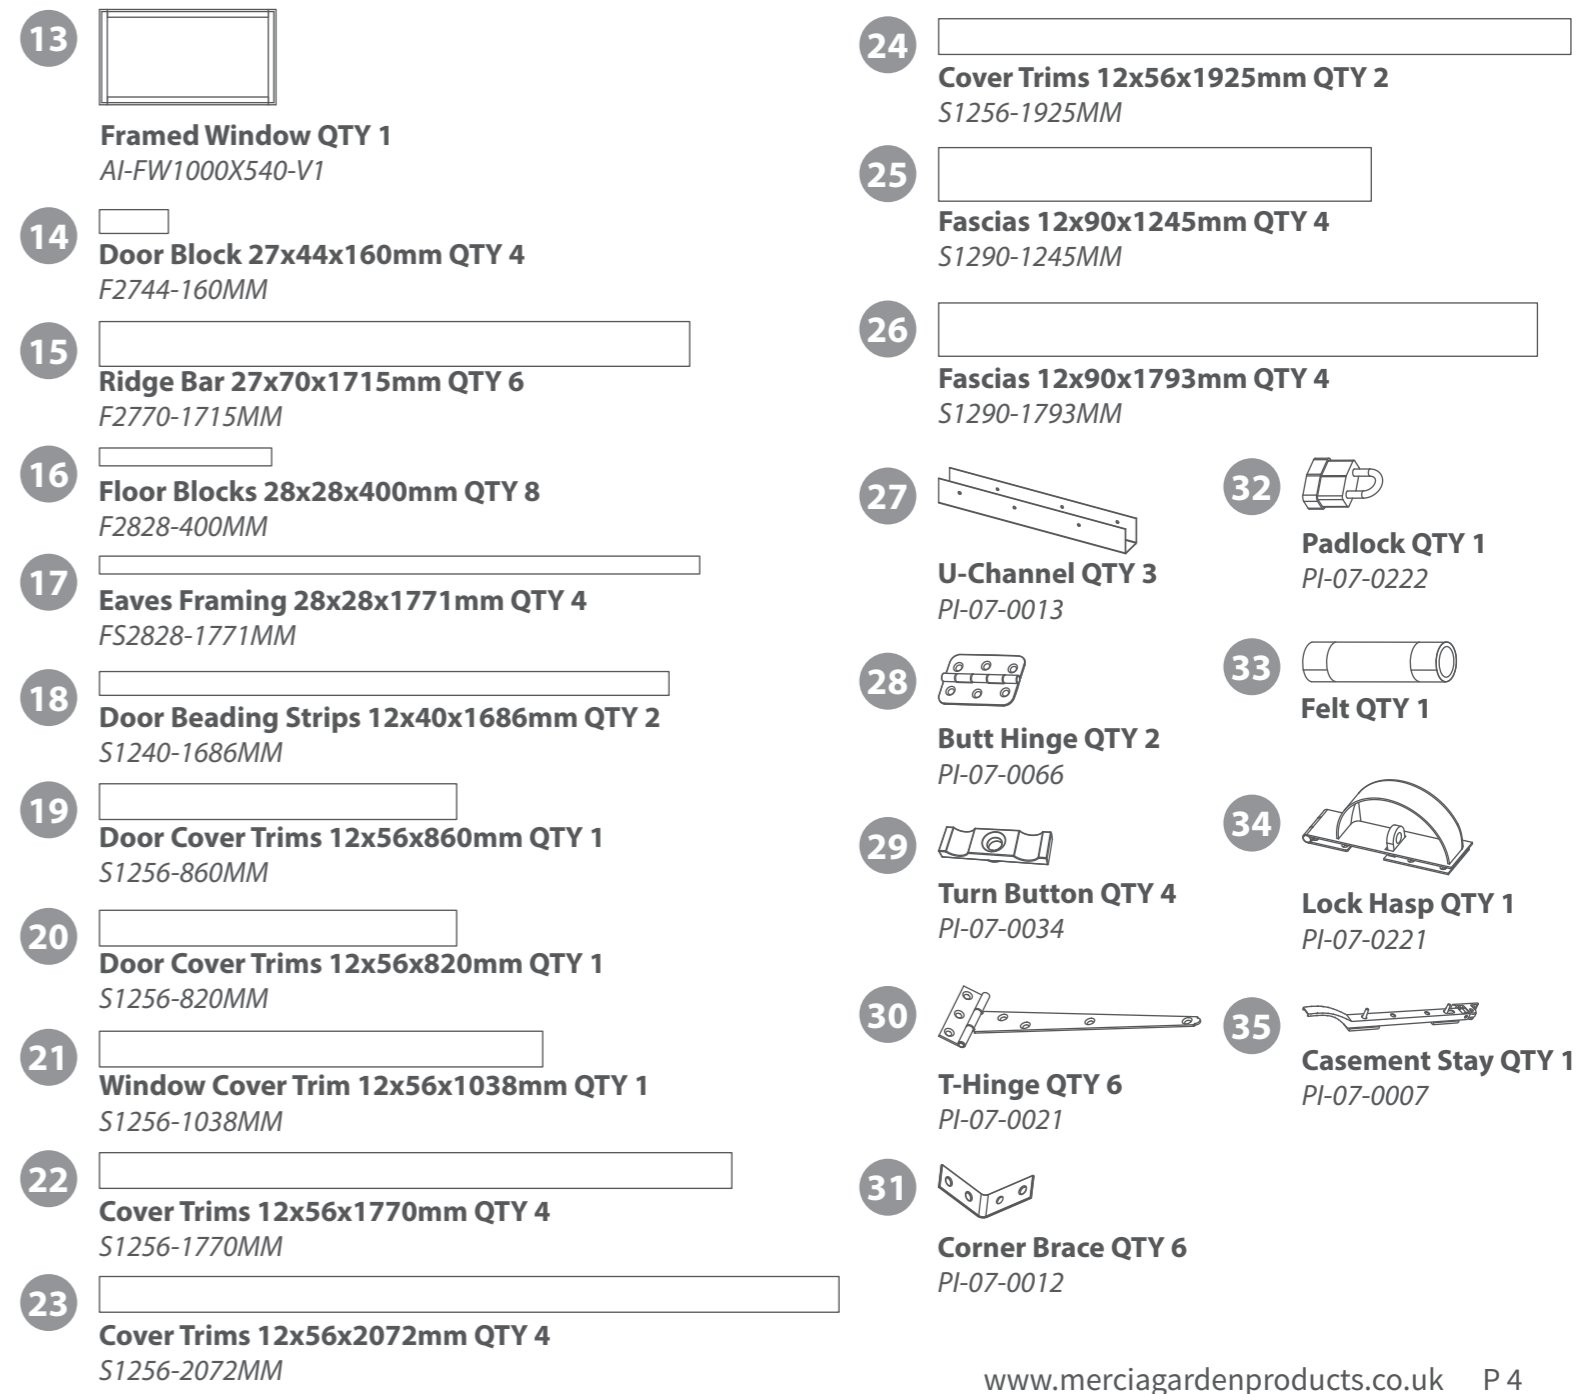 13
Framed Window QTY 1
AI-FW1000X540-V1
14
Door Block 27x44x160mm QTY 4
F2744-160MM
15
Ridge Bar 27x70x1715mm QTY 6
F2770-1715MM
16
Floor Blocks 28x28x400mm QTY 8
F2828-400MM
17
Eaves Framing 28x28x1771mm QTY 4
FS2828-1771MM
18
Door Beading Strips 12x40x1686mm QTY 2
S1240-1686MM
19
Door Cover Trims 12x56x860mm QTY 1
S1256-860MM
20
Door Cover Trims 12x56x820mm QTY 1
S1256-820MM
21
Window Cover Trim 12x56x1038mm QTY 1
S1256-1038MM
22
Cover Trims 12x56x1770mm QTY 4
S1256-1770MM
23
Cover Trims 12x56x2072mm QTY 4
S1256-2072MM
24
Cover Trims 12x56x1925mm QTY 2
S1256-1925MM
25
Fascias 12x90x1245mm QTY 4
S1290-1245MM
26
Fascias 12x90x1793mm QTY 4
S1290-1793MM
27
U-Channel QTY 3
PI-07-0013
28
Butt Hinge QTY 2
PI-07-0066
29
Turn Button QTY 4
PI-07-0034
30
T-Hinge QTY 6
PI-07-0021
31
Corner Brace QTY 6
PI-07-0012
32
Padlock QTY 1
PI-07-0222
33
Felt QTY 1
34
Lock Hasp QTY 1
PI-07-0221
35
Casement Stay QTY 1
PI-07-0007
www.merciagardenproducts.co.uk P 4